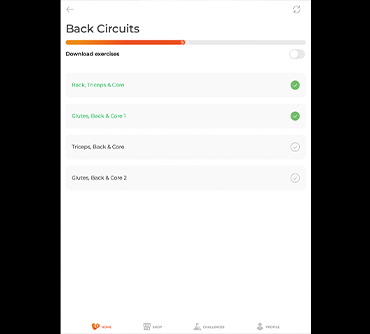 Back Circuits
Download exercises
Back, Triceps & Core
Glutes, Back & Core 1
Triceps, Back & Core
Glutes, Back & Core 2
HOME
SHOP
CHALLENGES
PROFILE